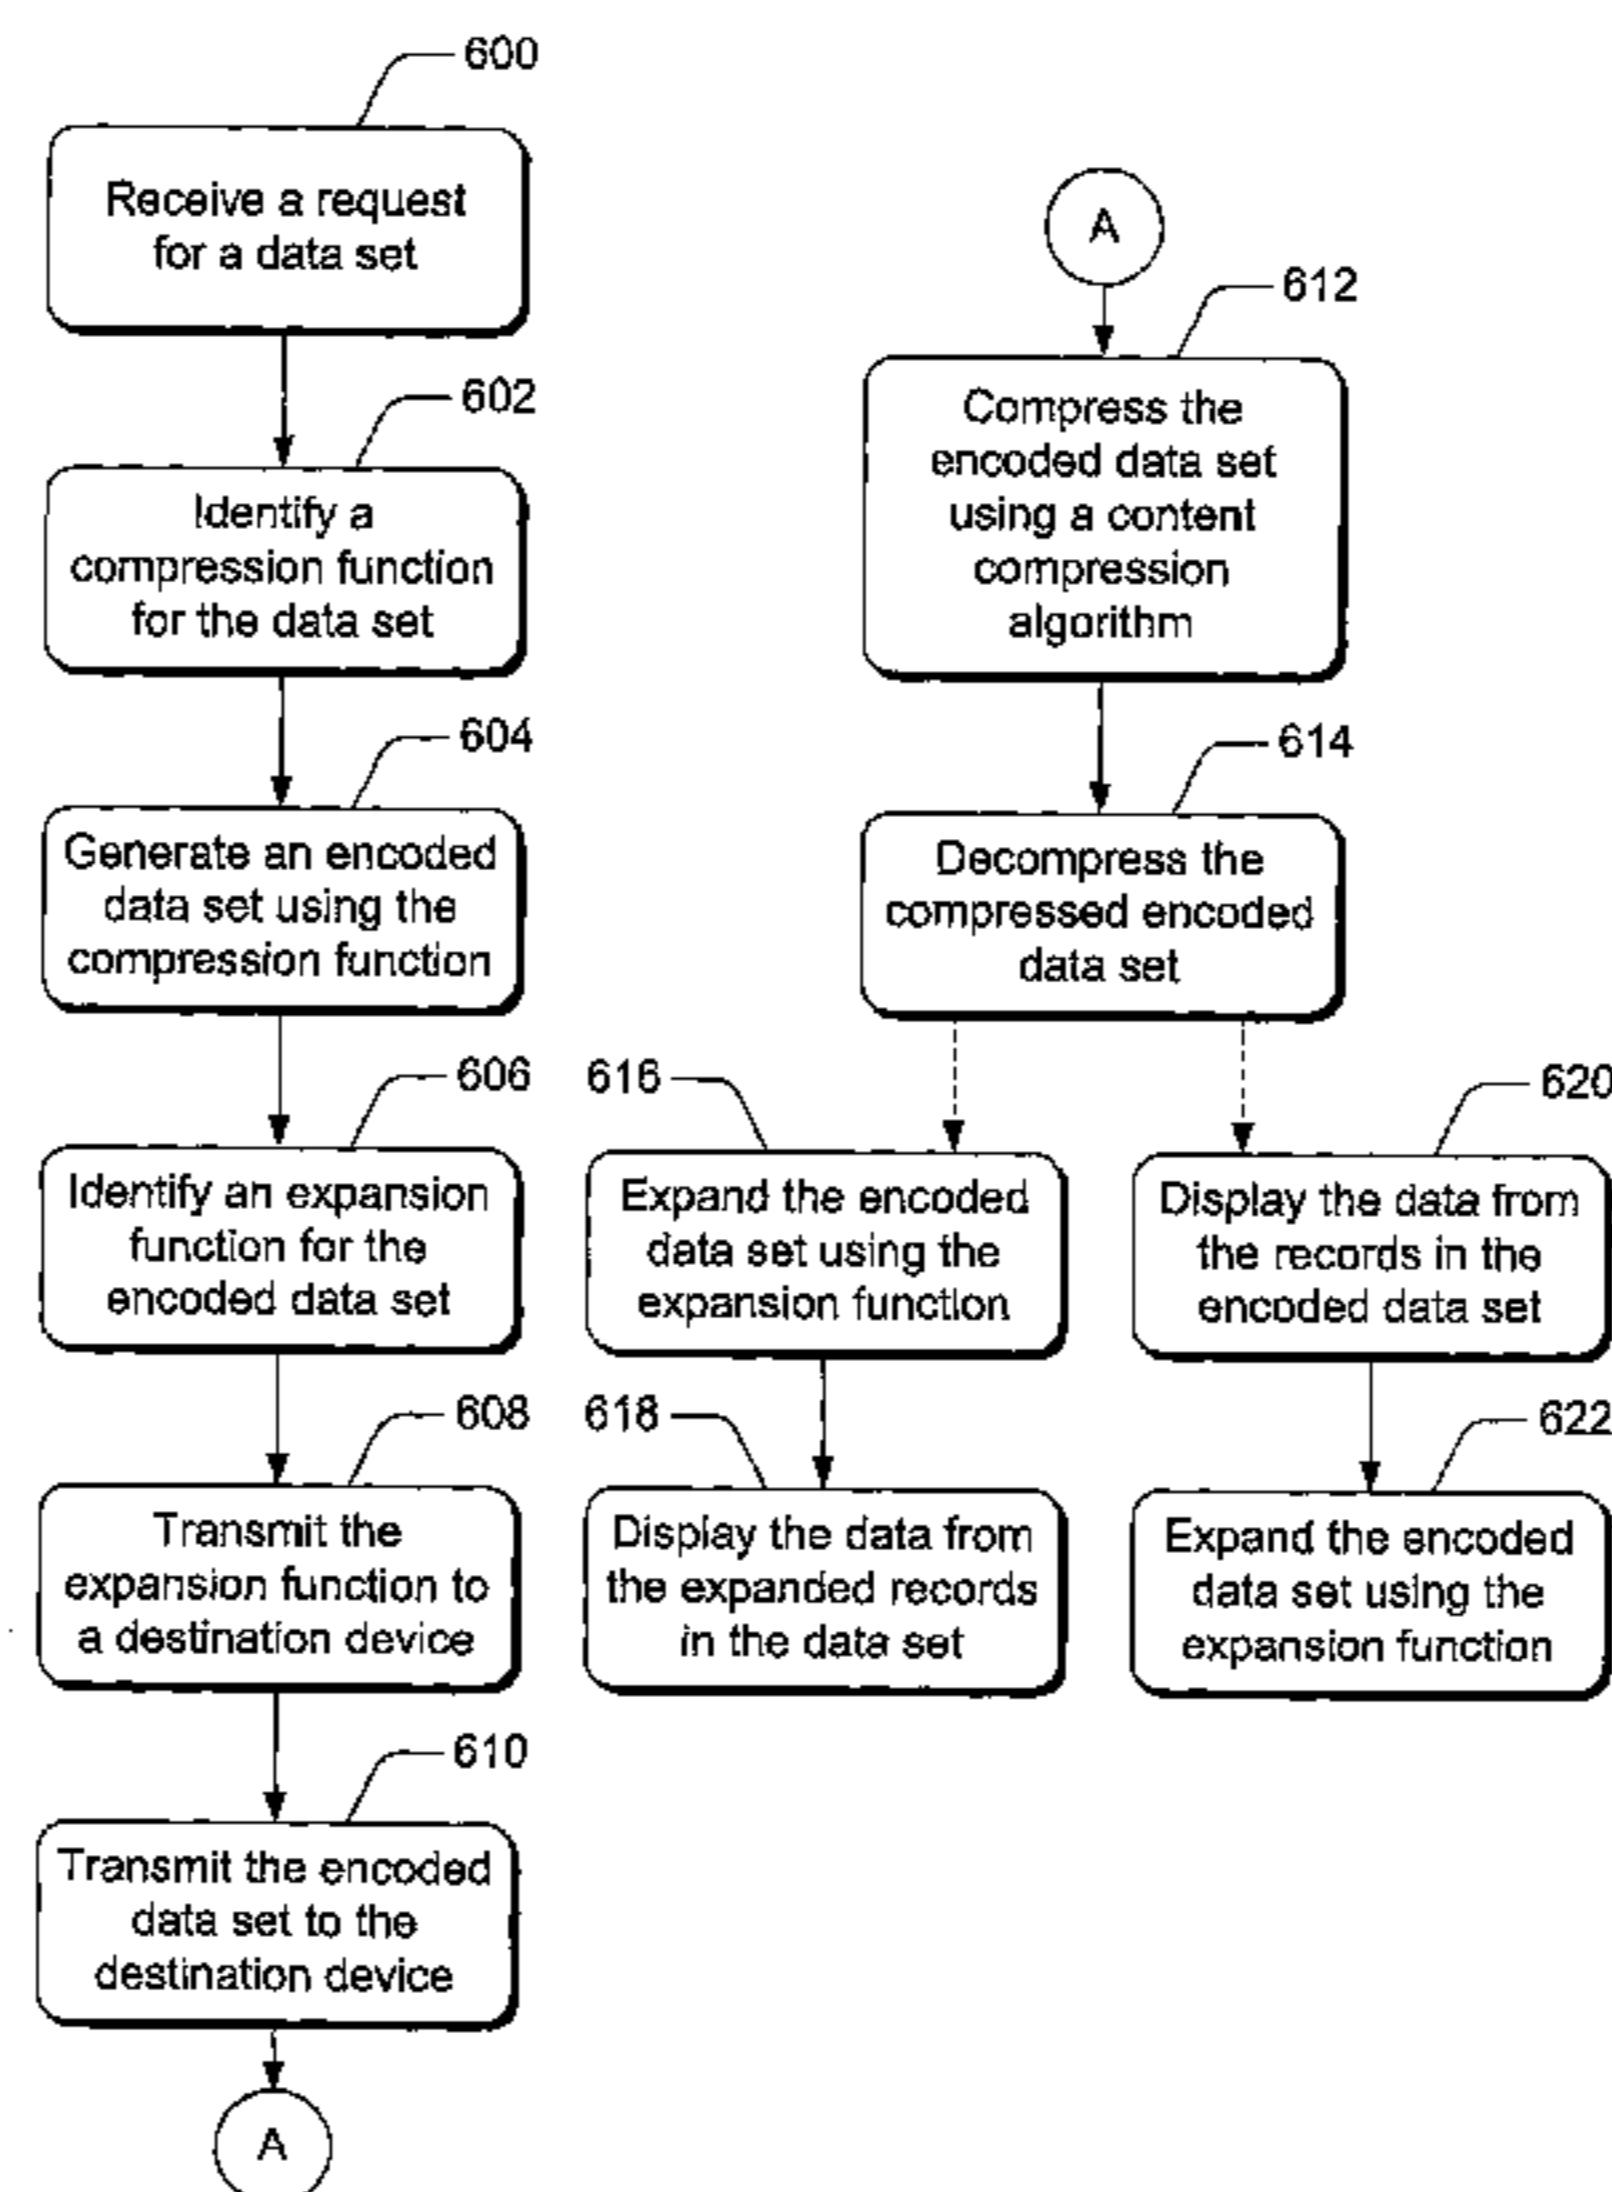 600
Receive a request
for a data set
602
Identify a
compression function
for the data set
604
Generate an encoded
data set using the
compression function
606
Identify an expansion
function for the
encoded data set
608
Transmit the
expansion function to
a destination device
610
Transmit the encoded
data set to the
destination device
A
A
612
Compress the
encoded data set
using a content
compression
algorithm
614
Decompress the
compressed encoded
data set
616
Expand the encoded
data set using the
expansion function
618
Display the data from
the expanded records
in the data set
620
Display the data from
the records in the
encoded data set
622
Expand the encoded
data set using the
expansion function